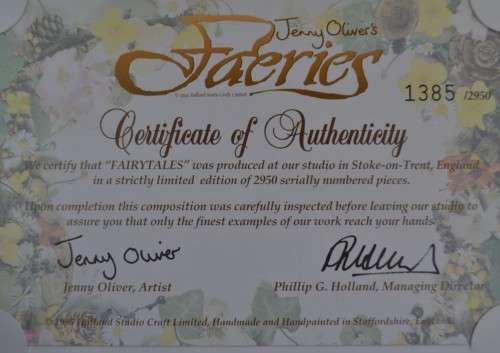 Jenny Oliver's
Faeries
1385 /2950
Certificate of Authenticity
We certify that "FAIRYTALES" was produced at our studio in Stoke-on-Trent, England
in a strictly limited edition of 2950 serially numbered pieces.
Upon completion this composition was carefully inspected before leaving our studio to
assure you that only the finest examples of our work reach your hands.
Jenny Oliver
Jenny Oliver, Artist
Phillip G. Holland, Managing Director
Holland Studio Craft Limited, Handmade and Handpainted in Staffordshire, England